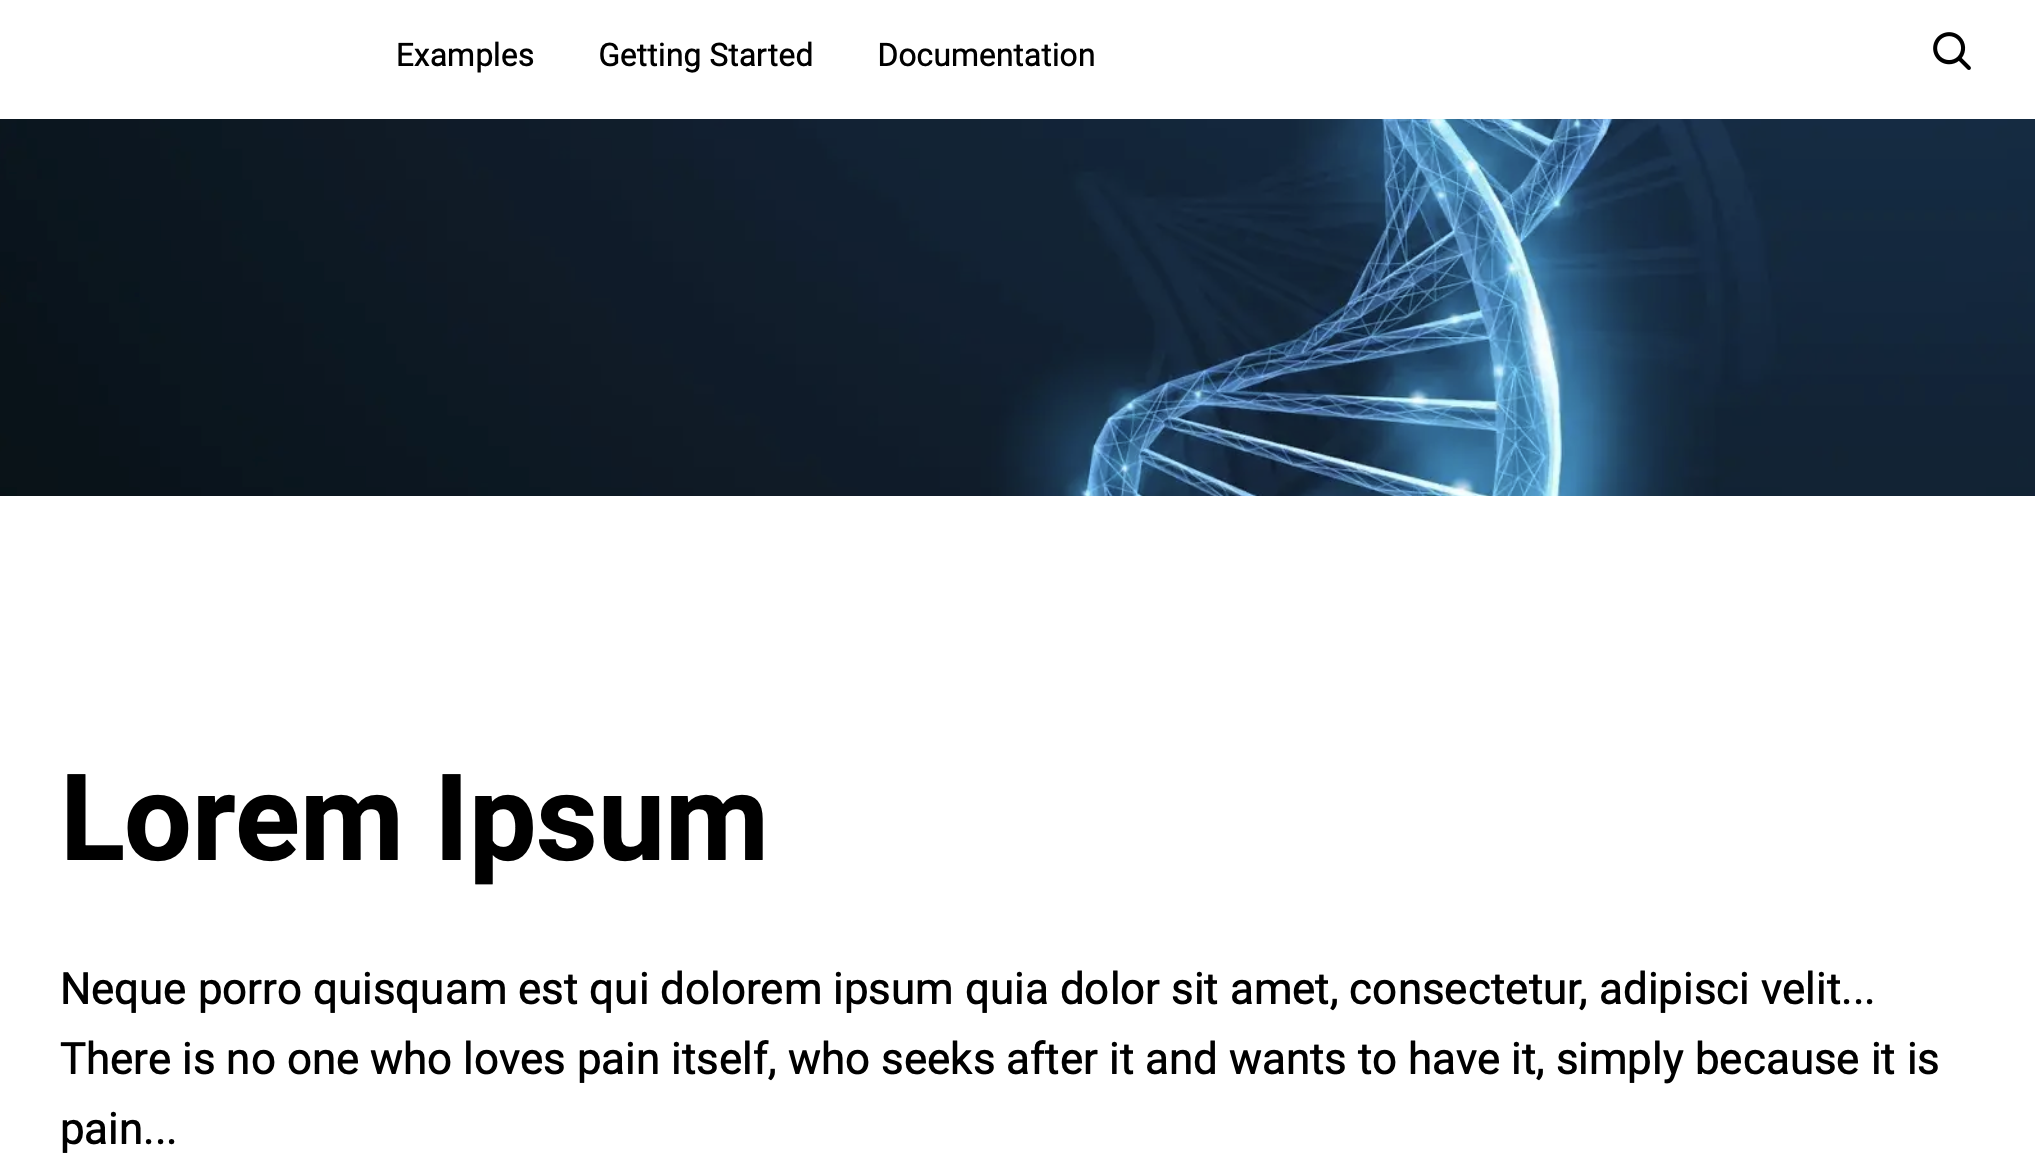 Examples Getting Started Documentation
Lorem Ipsum
Neque porro quisquam est qui dolorem ipsum quia dolor sit amet, consectetur, adipisci velit...
There is no one who loves pain itself, who seeks after it and wants to have it, simply because it is
pain...